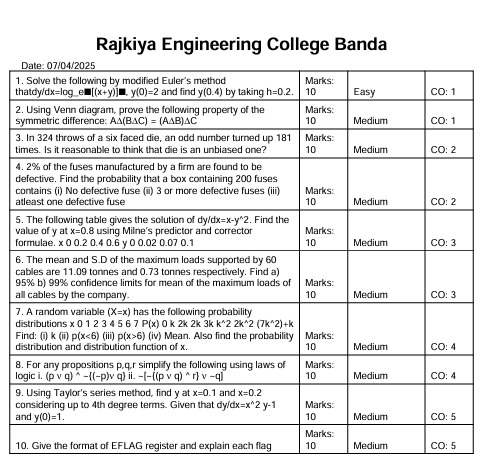 Rajkiya Engineering College Banda
Date: 07/04/2025
1. Solve the following by modified Euler's method
thatdy/dx=log_e■[(x+y)]■, y(0)=2 and find y(0.4) by taking h=0.2.
Marks:
10
Easy
CO: 1
2. Using Venn diagram, prove the following property of the
symmetric difference: A∆(B∆C) = (A∆B)∆C
Marks:
10
Medium
CO: 1
3. In 324 throws of a six faced die, an odd number turned up 181
times. Is it reasonable to think that die is an unbiased one?
Marks:
10
Medium
CO: 2
4. 2% of the fuses manufactured by a firm are found to be
defective. Find the probability that a box containing 200 fuses
contains (i) No defective fuse (ii) 3 or more defective fuses (iii)
atleast one defective fuse
Marks:
10
Medium
CO: 2
5. The following table gives the solution of dy/dx=x-y^2. Find the
value of y at x=0.8 using Milne's predictor and corrector
formulae. x 0 0.2 0.4 0.6 y 0 0.02 0.07 0.1
Marks:
10
Medium
CO: 3
6. The mean and S.D of the maximum loads supported by 60
cables are 11.09 tonnes and 0.73 tonnes respectively. Find a)
95% b) 99% confidence limits for mean of the maximum loads of
all cables by the company.
Marks:
10
Medium
CO: 3
7. A random variable (X=x) has the following probability
distributions x 0 1 2 3 4 5 6 7 P(x) 0 k 2k 2k 3k k^2 2k^2 (7k^2)+k
Find: (i) k (ii) p(x<6) (iii) p(x>6) (iv) Mean. Also find the probability
distribution and distribution function of x.
Marks:
10
Medium
CO: 4
8. For any propositions p,q,r simplify the following using laws of
logic i. (p v q) ^ ~{(~p)v q} ii. ~[~{(p v q) ^ r} v ~q]
Marks:
10
Medium
CO: 4
9. Using Taylor's series method, find y at x=0.1 and x=0.2
considering up to 4th degree terms. Given that dy/dx=x^2 y-1
and y(0)=1.
Marks:
10
Medium
CO: 5
10. Give the format of EFLAG register and explain each flag
Marks:
10
Medium
CO: 5